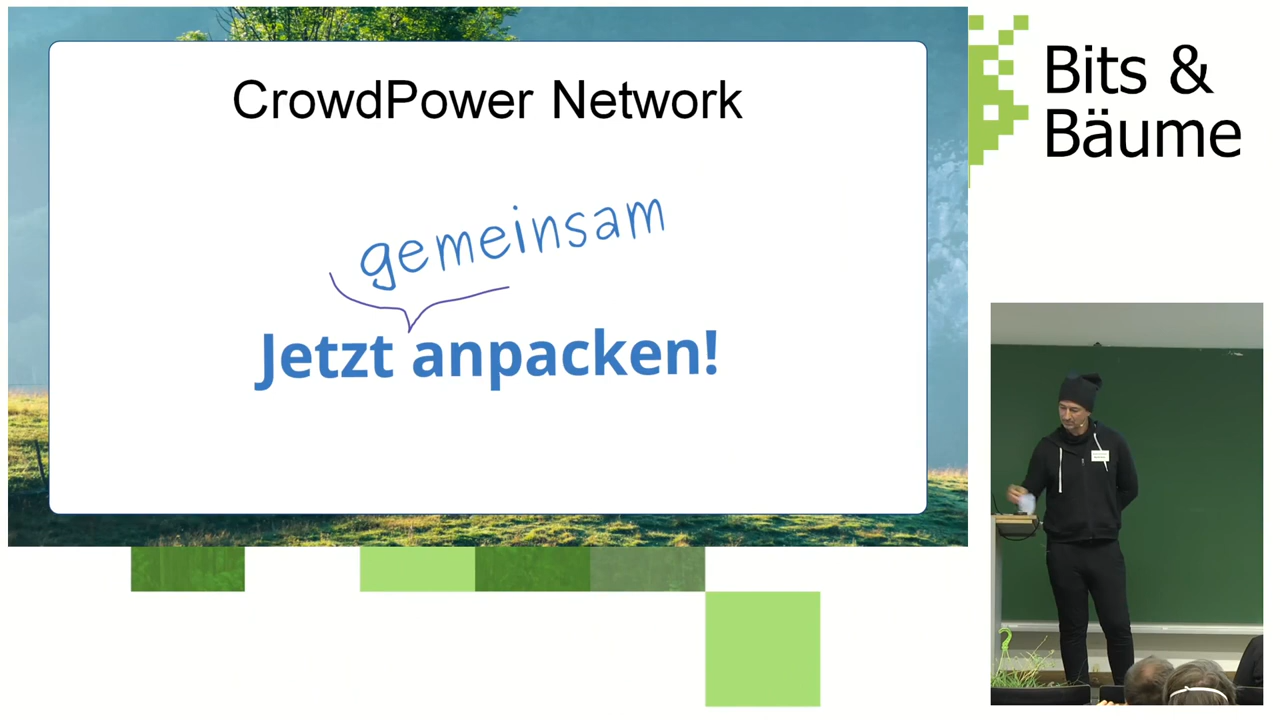 CrowdPower Network
gemeinsam
Jetzt anpacken!
Bits &
Bäume